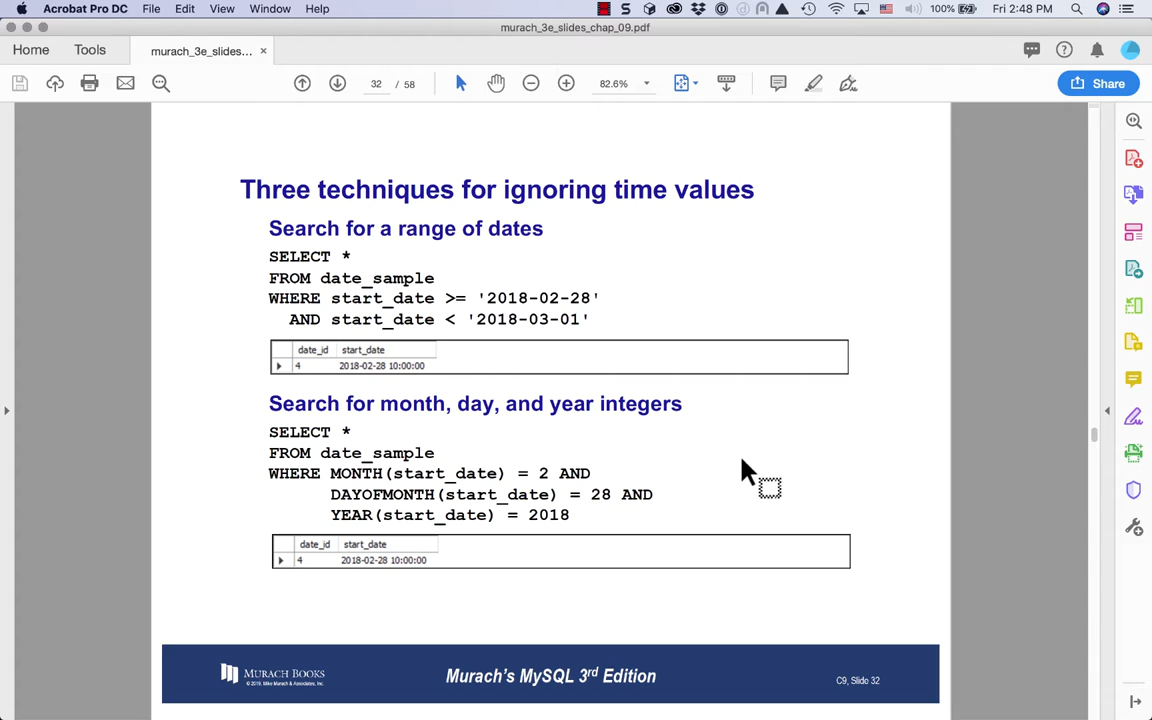 Acrobat Pro DC File Edit View Window Help 100% Fri 2:48 PM
murach_3e_slides_chap_09.pdf
Home Tools murach_3e_slides... ×
32 / 58 82.6% Share
Three techniques for ignoring time values
Search for a range of dates
SELECT *
FROM date_sample
WHERE start_date >= '2018-02-28'
AND start_date < '2018-03-01'
date_id start_date
4 2018-02-28 10:00:00
Search for month, day, and year integers
SELECT *
FROM date_sample
WHERE MONTH(start_date) = 2 AND
DAYOFMONTH(start_date) = 28 AND
YEAR(start_date) = 2018
date_id start_date
4 2018-02-28 10:00:00
MURACH BOOKS
© 2019, Mike Murach & Associates, Inc.
Murach's MySQL 3rd Edition
C9, Slide 32